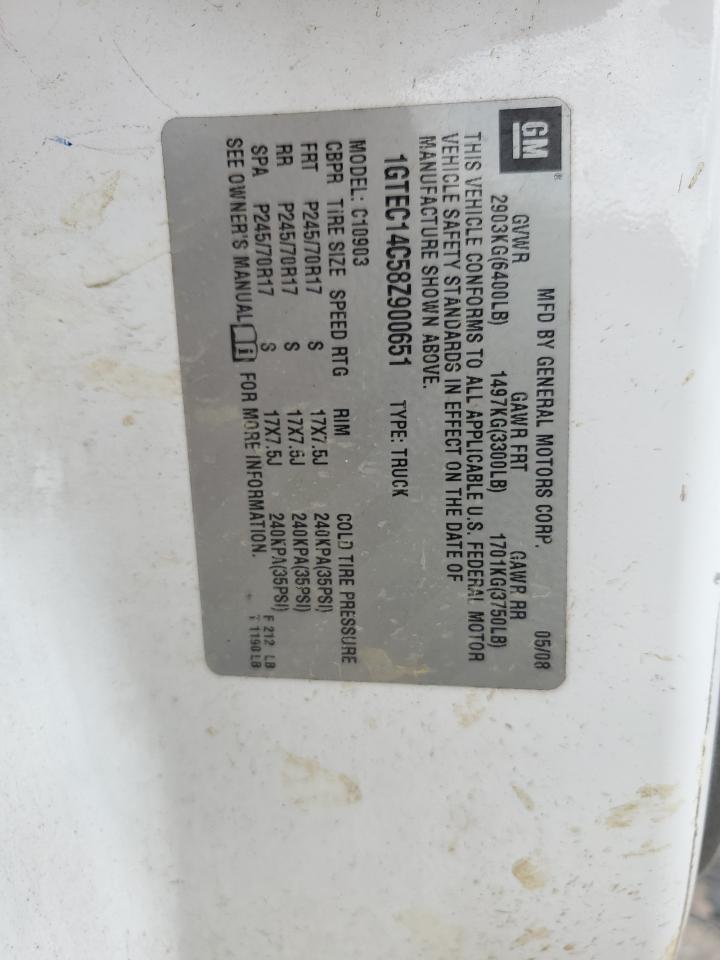 GM ® MFD BY GENERAL MOTORS CORP. 05/08
GVWR GAWR FRT GAWR RR
2903KG(6400LB) 1497KG(3300LB) 1701KG(3750LB)
THIS VEHICLE CONFORMS TO ALL APPLICABLE U.S. FEDERAL MOTOR
VEHICLE SAFETY STANDARDS IN EFFECT ON THE DATE OF
MANUFACTURE SHOWN ABOVE.
1GTEC14C58Z900651 TYPE: TRUCK
MODEL: C10903
CBPR TIRE SIZE SPEED RTG RIM COLD TIRE PRESSURE
FRT P245/70R17 S 17X7.5J 240KPA(35PSI)
RR P245/70R17 S 17X7.5J 240KPA(35PSI)
SPA P245/70R17 S 17X7.5J 240KPA(35PSI)
SEE OWNER'S MANUAL i FOR MORE INFORMATION.
F 212 LB
T 1190 LB